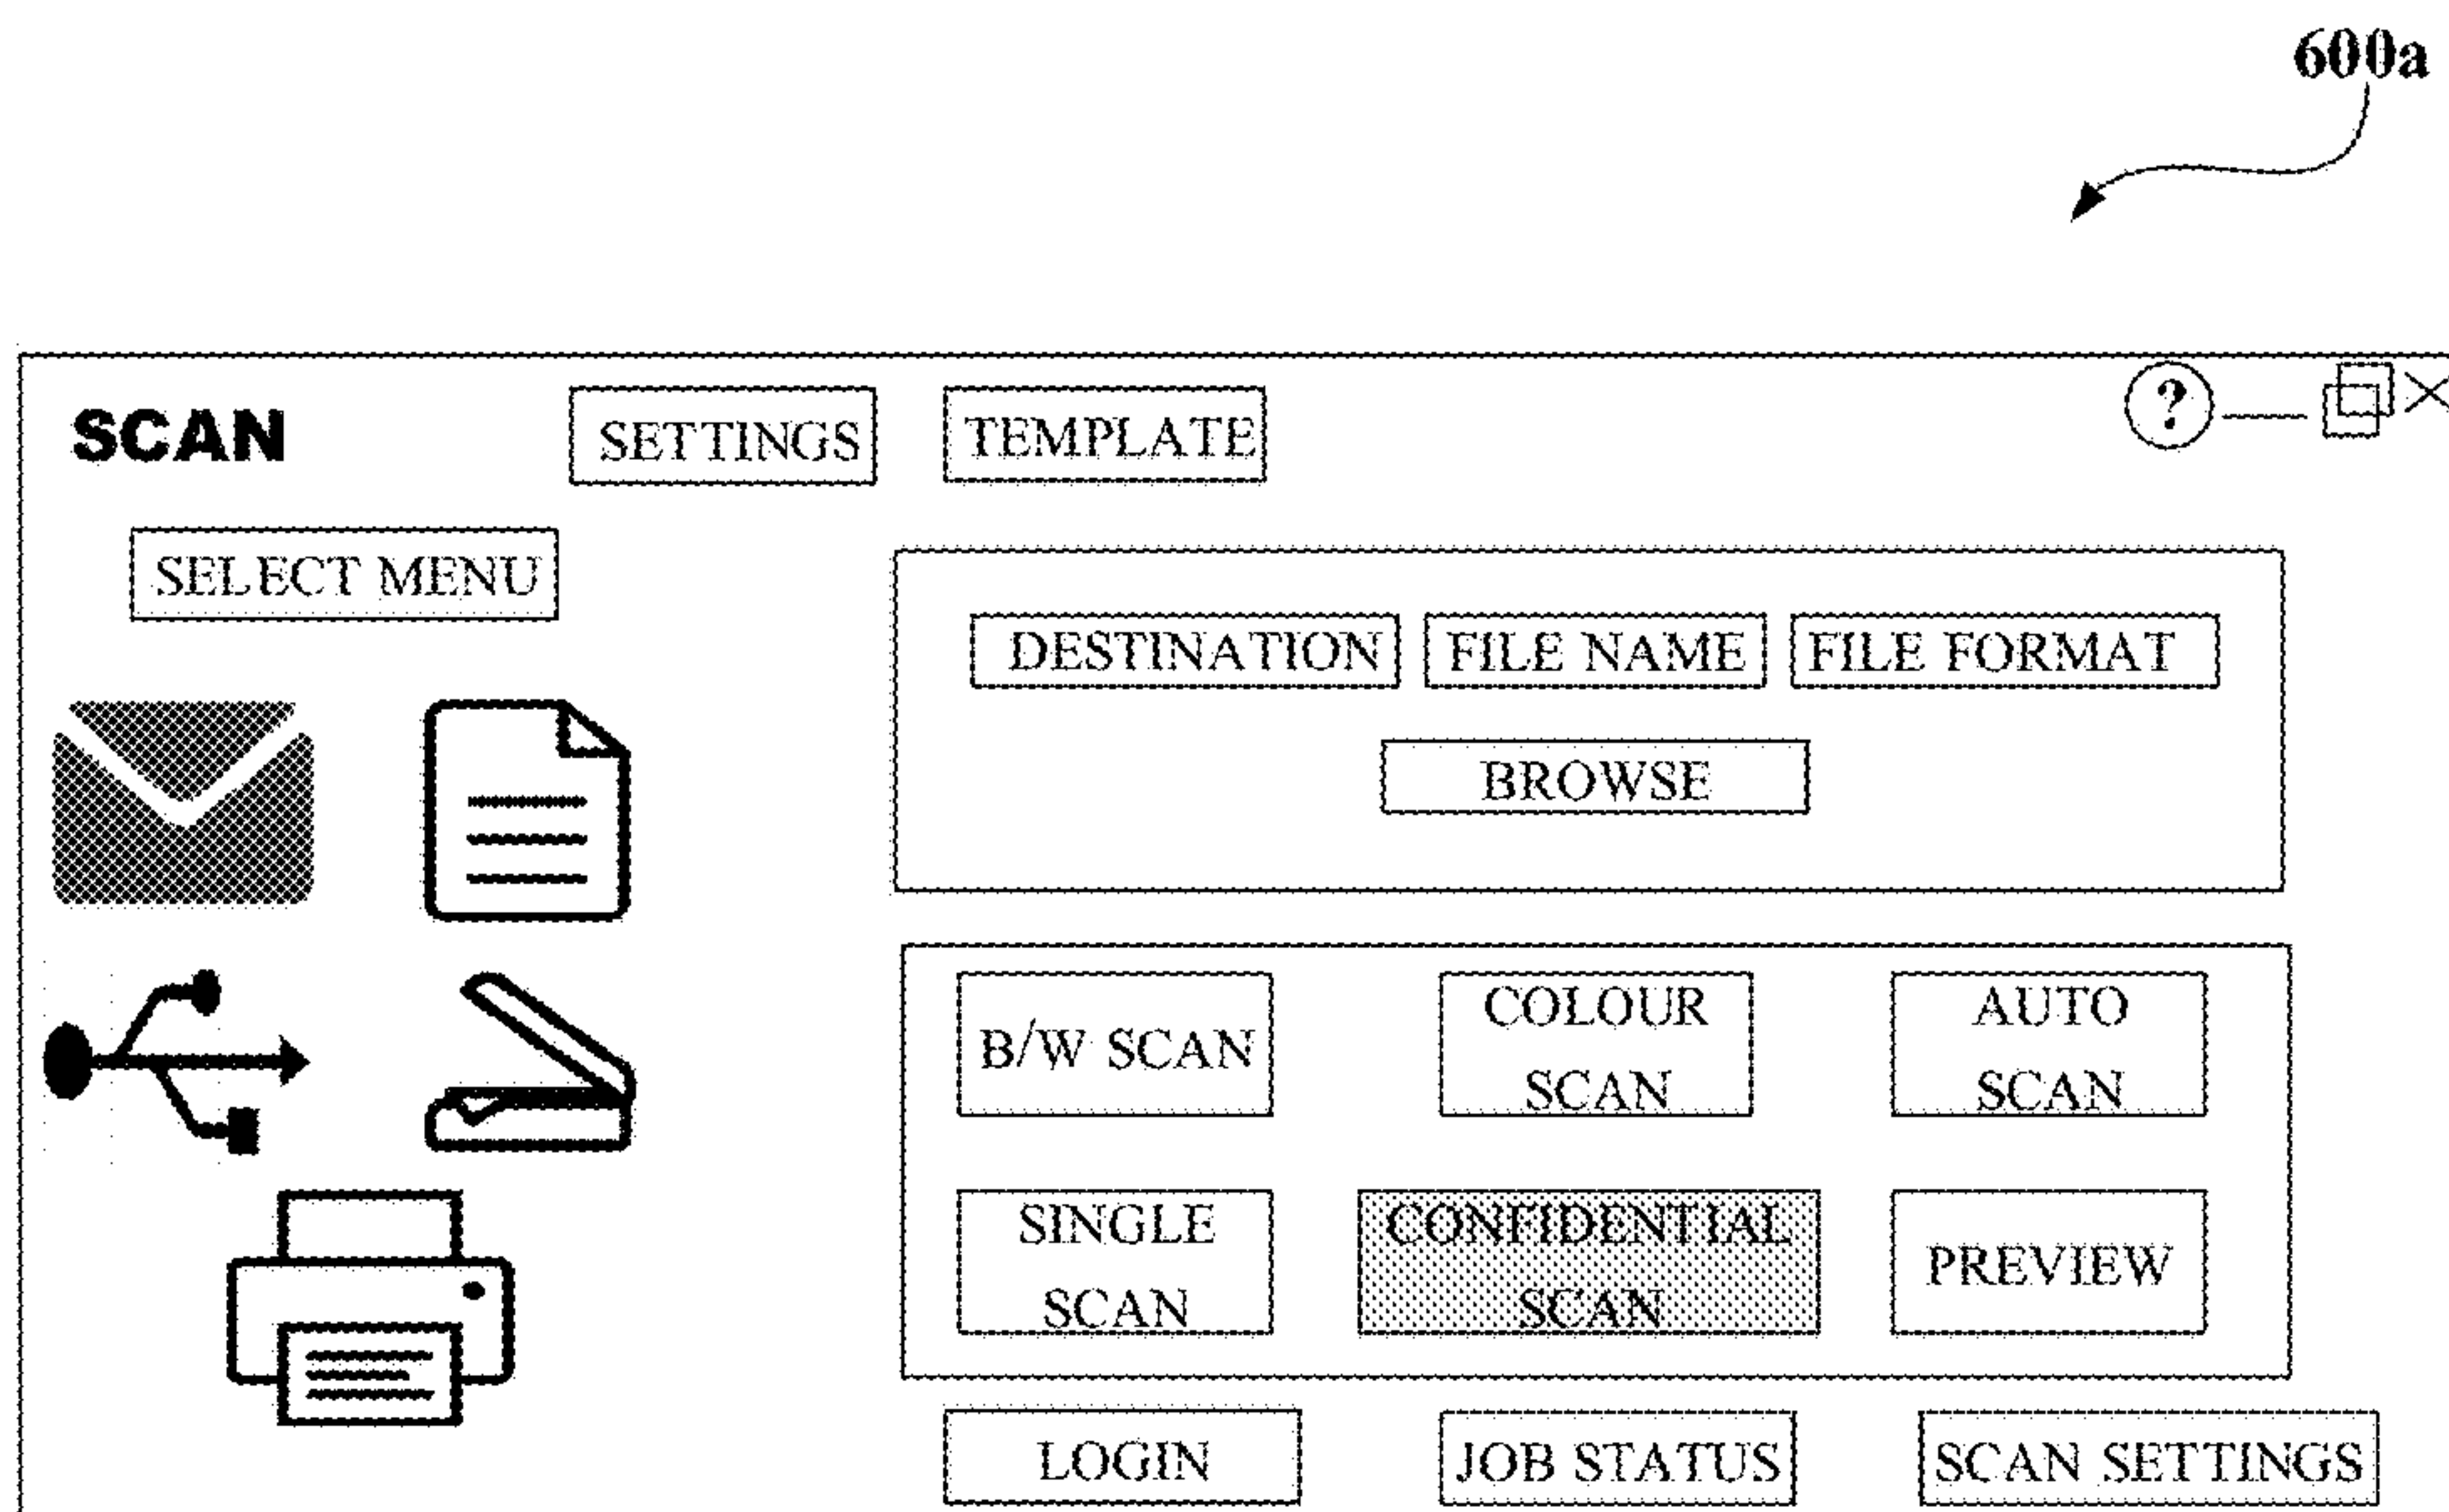 600a
SCAN
SETTINGS
TEMPLATE
?
SELECT MENU
DESTINATION
FILE NAME
FILE FORMAT
BROWSE
B/W SCAN
COLOUR
SCAN
AUTO
SCAN
SINGLE
SCAN
CONFIDENTIAL
SCAN
PREVIEW
LOGIN
JOB STATUS
SCAN SETTINGS